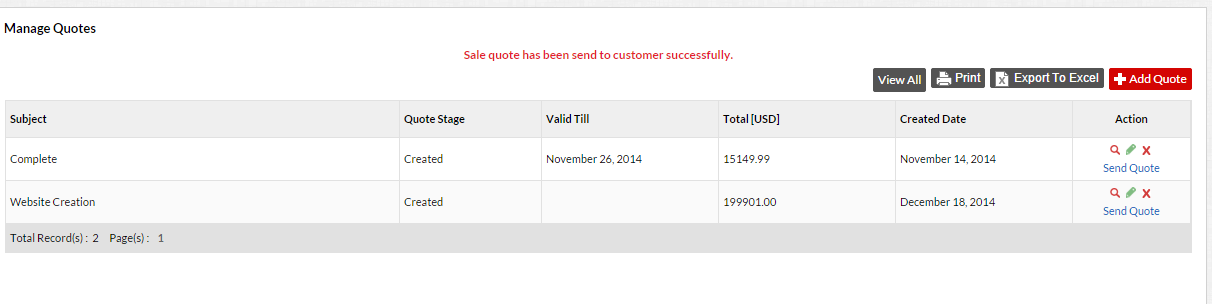 Manage Quotes
Sale quote has been send to customer successfully.
View All Print Export To Excel Add Quote
Subject Quote Stage Valid Till Total [USD] Created Date Action
Complete Created November 26, 2014 15149.99 November 14, 2014
Send Quote
Website Creation Created 199901.00 December 18, 2014
Send Quote
Total Record(s) : 2 Page(s) : 1